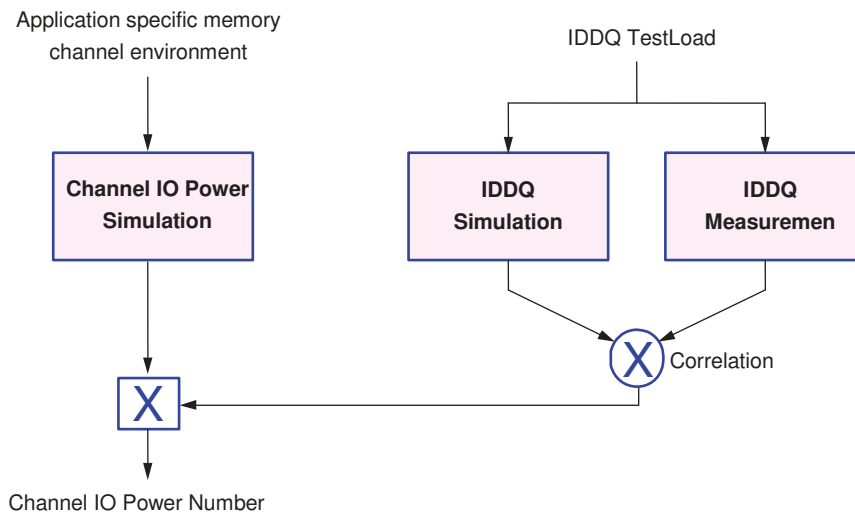 Application specific memory
channel environment
IDDQ TestLoad
Channel IO Power
Simulation
IDDQ
Simulation
IDDQ
Measuremen
X
Correlation
X
Channel IO Power Number